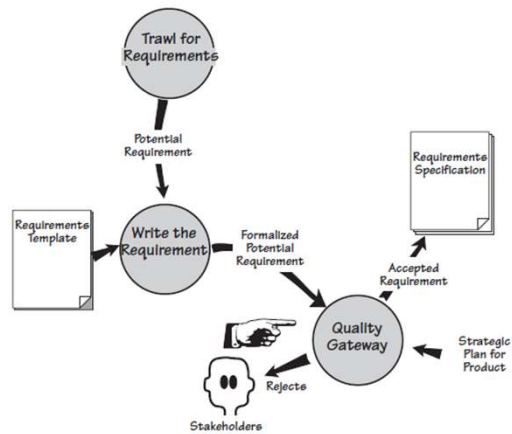 Trawl for
Requirements
Potential
Requirement
Requirements
Specification
Requirements
Template
Write the
Requirement
Formalized
Potential
Requirement
Accepted
Requirement
Quality
Gateway
Strategic
Plan for
Product
Rejects
Stakeholders